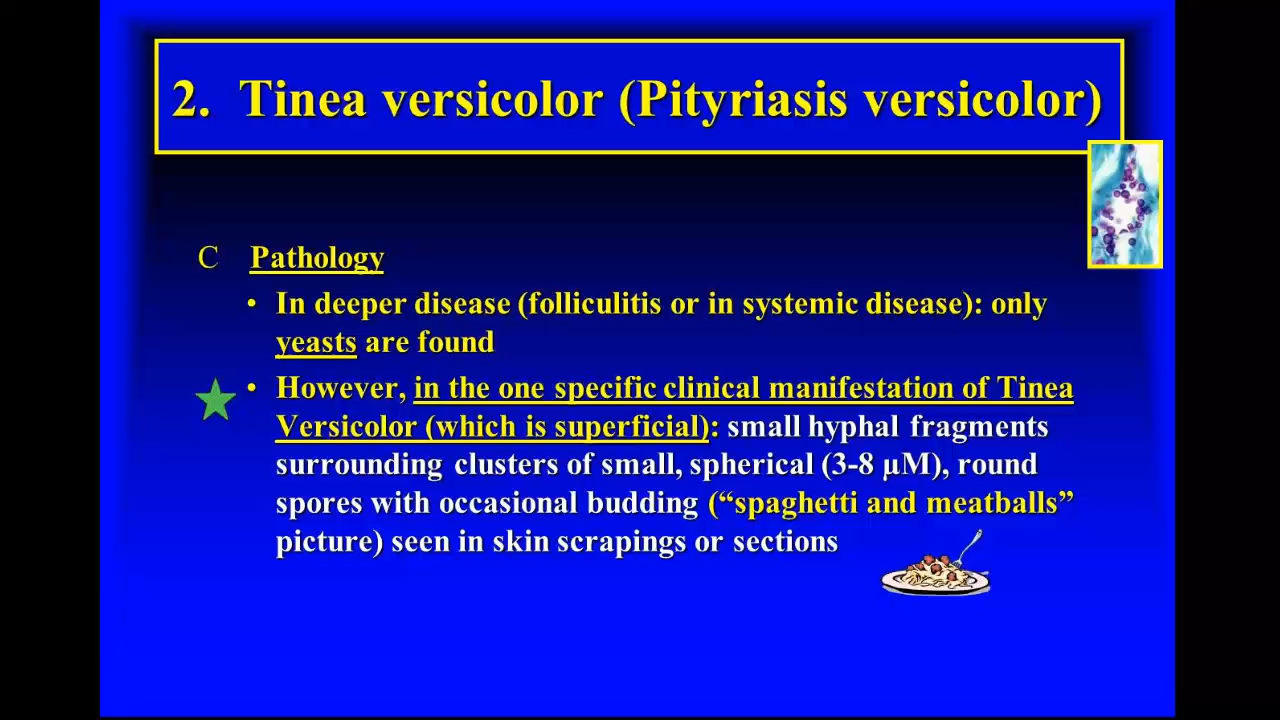 2. Tinea versicolor (Pityriasis versicolor)
C Pathology
• In deeper disease (folliculitis or in systemic disease): only
yeasts are found
• However, in the one specific clinical manifestation of Tinea
Versicolor (which is superficial): small hyphal fragments
surrounding clusters of small, spherical (3-8 µM), round
spores with occasional budding (“spaghetti and meatballs”
picture) seen in skin scrapings or sections